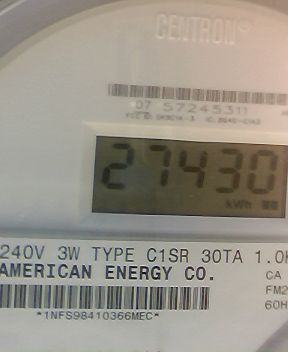 CENTRON®
07 57245311
27430
kWh
240V 3W TYPE C1SR 30TA 1.0
AMERICAN ENERGY CO.
CA
FM2
60H
*1NFS98410366MEC*